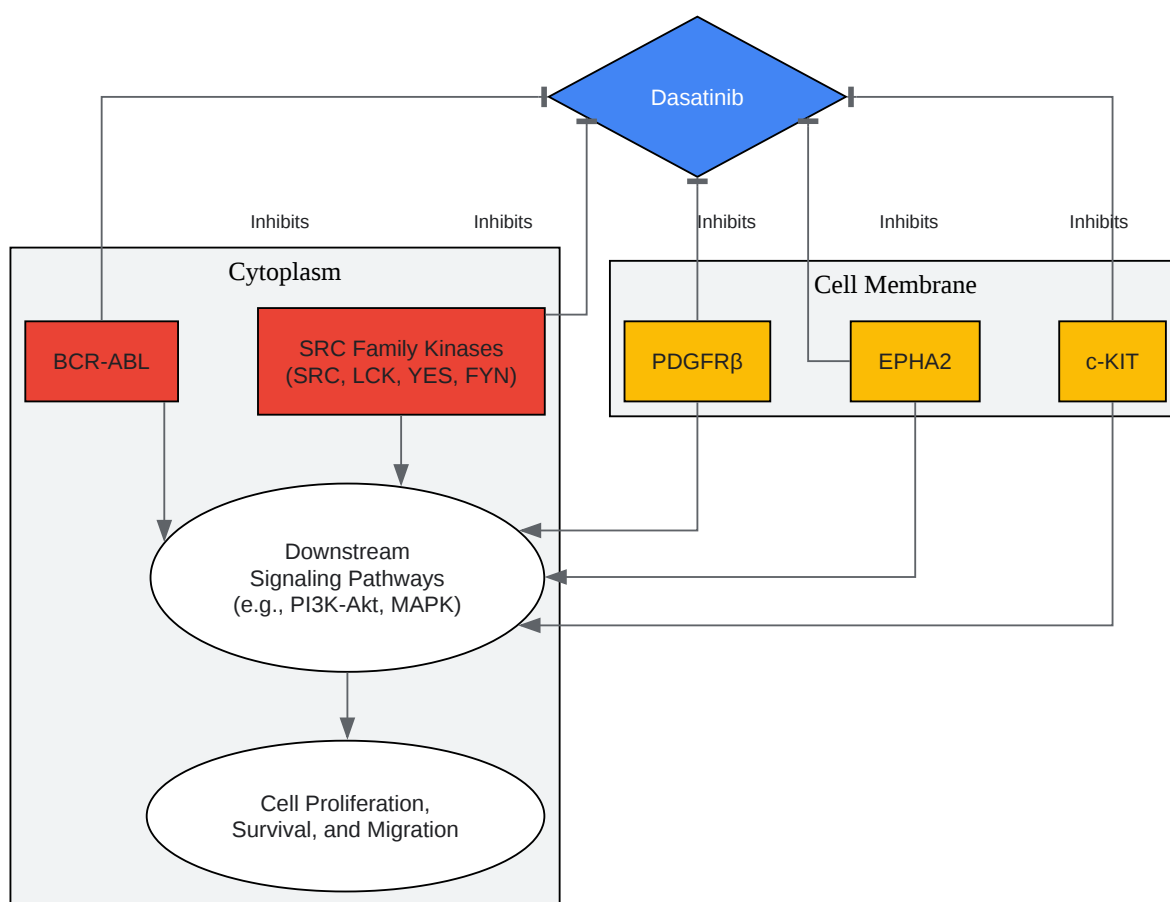 Dasatinib
Inhibits
Inhibits
Inhibits
Inhibits
Inhibits
Cytoplasm
Cell Membrane
BCR-ABL
SRC Family Kinases
(SRC, LCK, YES, FYN)
PDGFRβ
EPHA2
c-KIT
Downstream
Signaling Pathways
(e.g., PI3K-Akt, MAPK)
Cell Proliferation,
Survival, and Migration